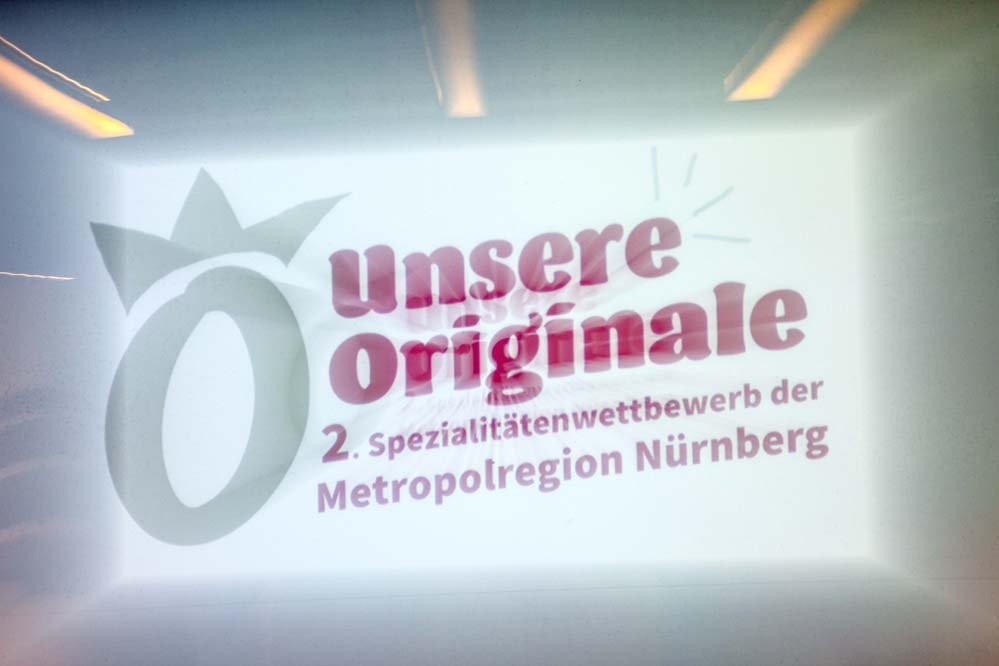 unsere
originale
2. Spezialitätenwettbewerb der
Metropolregion Nürnberg